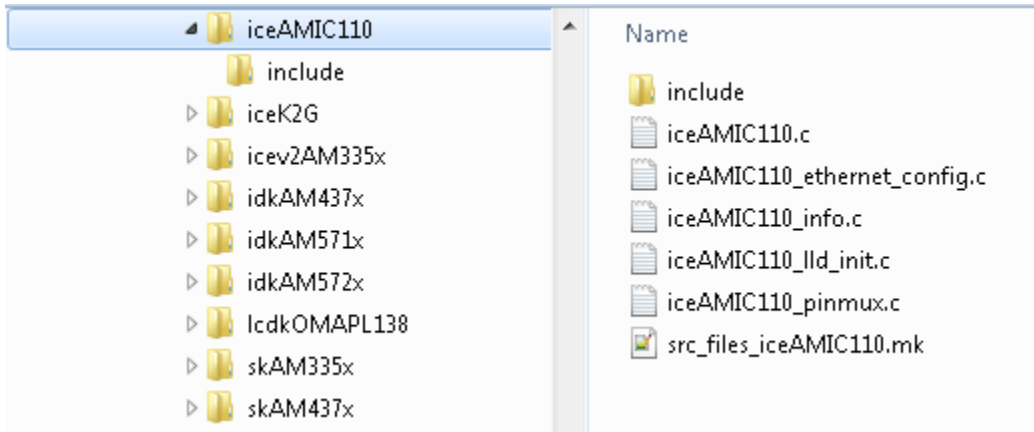 iceAMIC110
include
iceK2G
icev2AM335x
idkAM437x
idkAM571x
idkAM572x
lcdkOMAPL138
skAM335x
skAM437x
Name
include
iceAMIC110.c
iceAMIC110_ethernet_config.c
iceAMIC110_info.c
iceAMIC110_lld_init.c
iceAMIC110_pinmux.c
src_files_iceAMIC110.mk